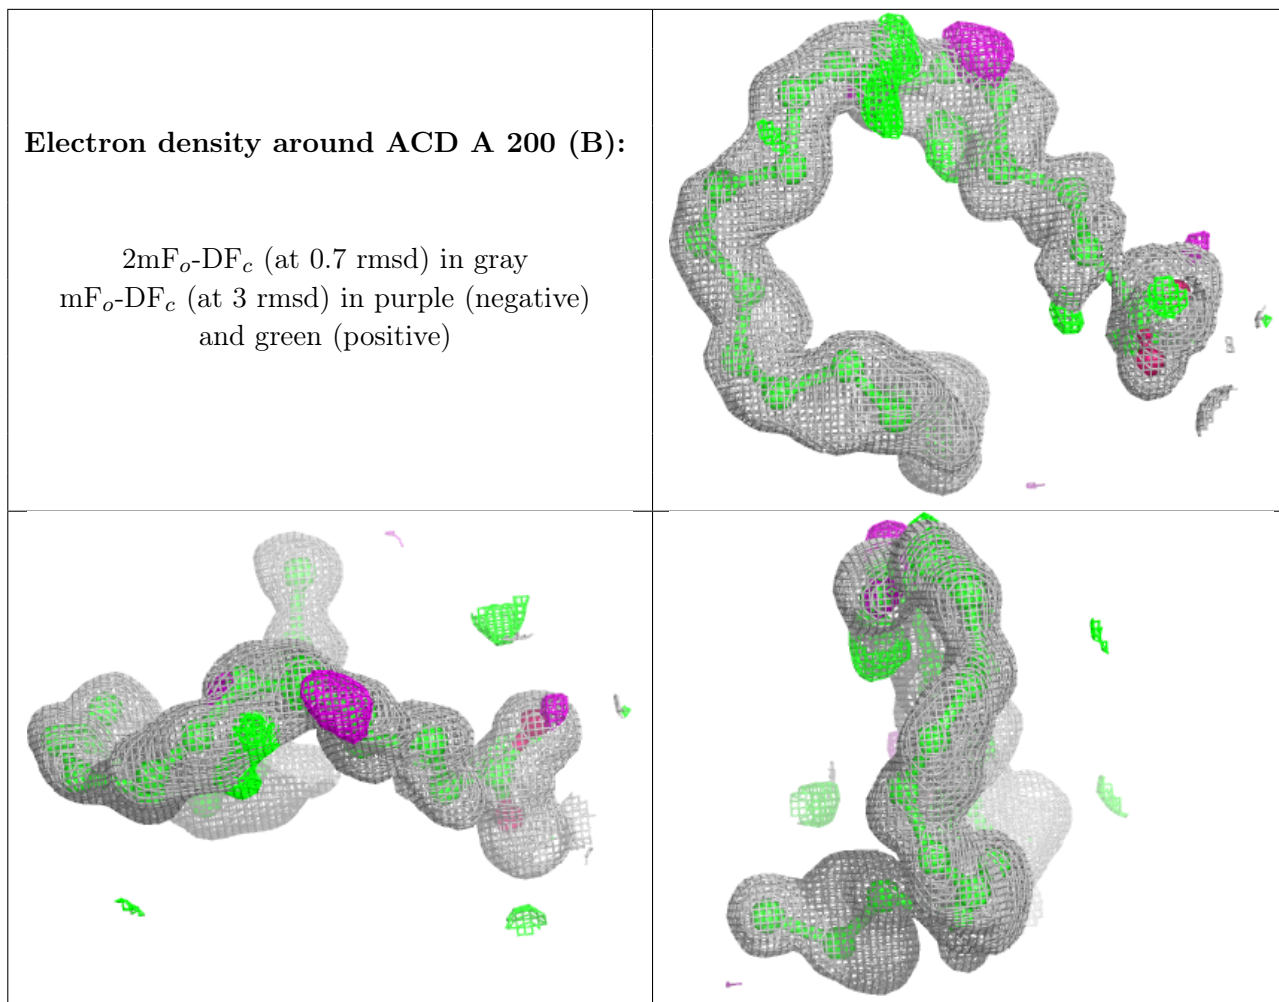 Electron density around ACD A 200 (B):
2mFo-DFc (at 0.7 rmsd) in gray
mFo-DFc (at 3 rmsd) in purple (negative)
and green (positive)